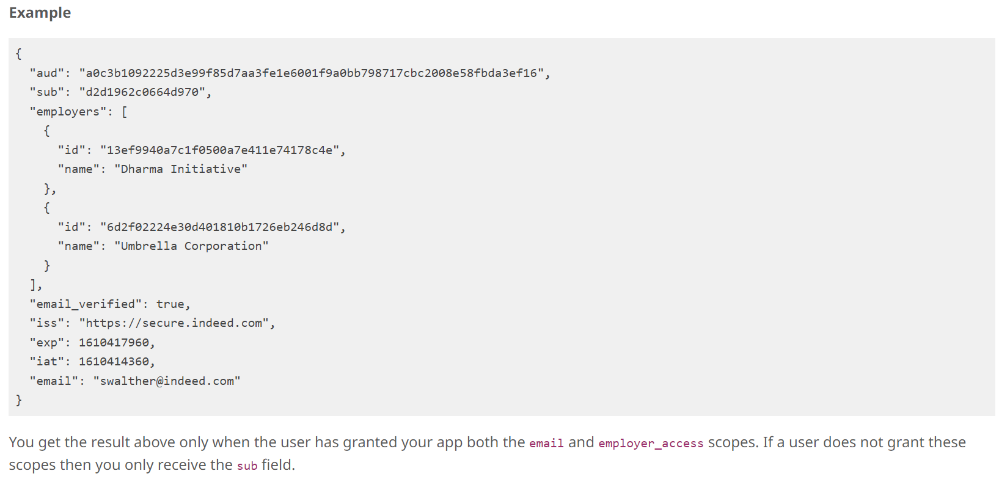 Example
{
  "aud": "a0c3b1092225d3e99f85d7aa3fe1e6001f9a0bb798717cbc2008e58fbda3ef16",
  "sub": "d2d1962c0664d970",
  "employers": [
    {
      "id": "13ef9940a7c1f0500a7e411e74178c4e",
      "name": "Dharma Initiative"
    },
    {
      "id": "6d2f02224e30d401810b1726eb246d8d",
      "name": "Umbrella Corporation"
    }
  ],
  "email_verified": true,
  "iss": "https://secure.indeed.com",
  "exp": 1610417960,
  "iat": 1610414360,
  "email": "swalther@indeed.com"
}
You get the result above only when the user has granted your app both the email and employer_access scopes. If a user does not grant these
scopes then you only receive the sub field.